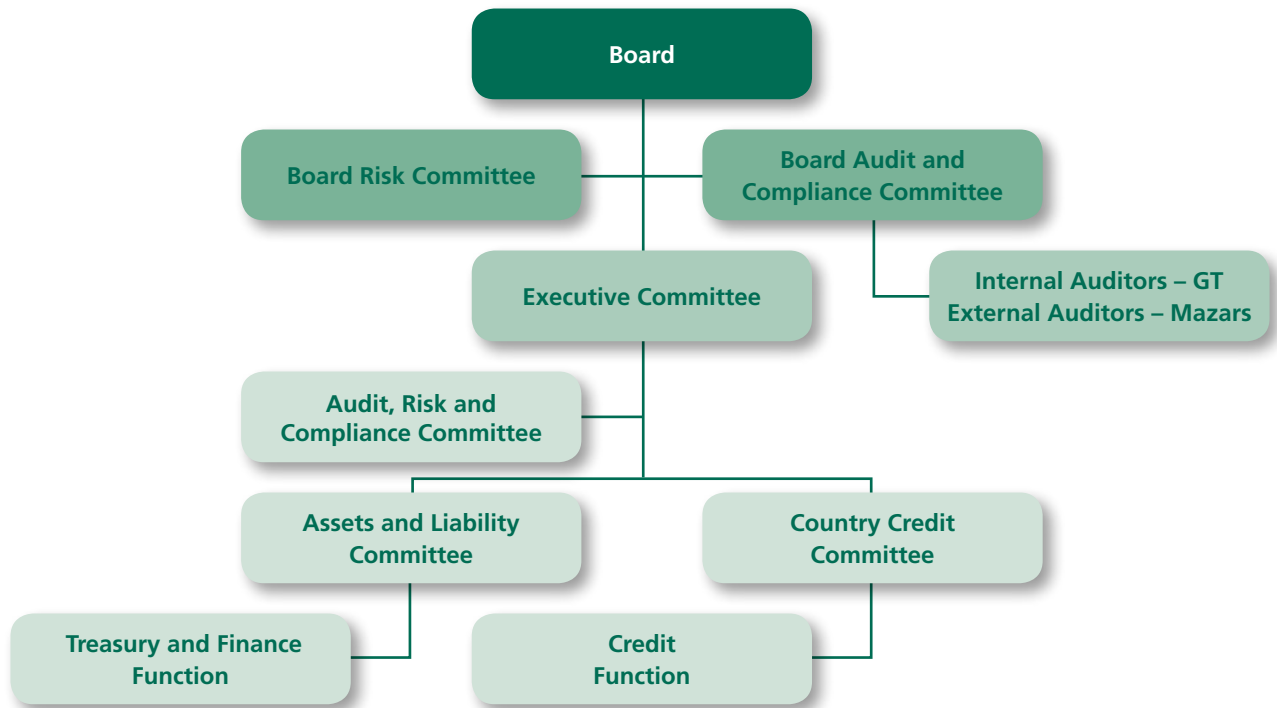 Board
Board Risk Committee
Board Audit and
Compliance Committee
Executive Committee
Internal Auditors – GT
External Auditors – Mazars
Audit, Risk and
Compliance Committee
Assets and Liability
Committee
Country Credit
Committee
Treasury and Finance
Function
Credit
Function